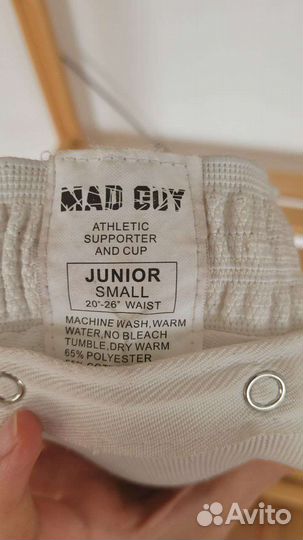 MAD GUY
ATHLETIC
SUPPORTER
AND CUP
JUNIOR
SMALL
20"-26" WAIST
MACHINE WASH,WARM
WATER,NO BLEACH
TUMBLE,DRY WARM
65% POLYESTER
Avito